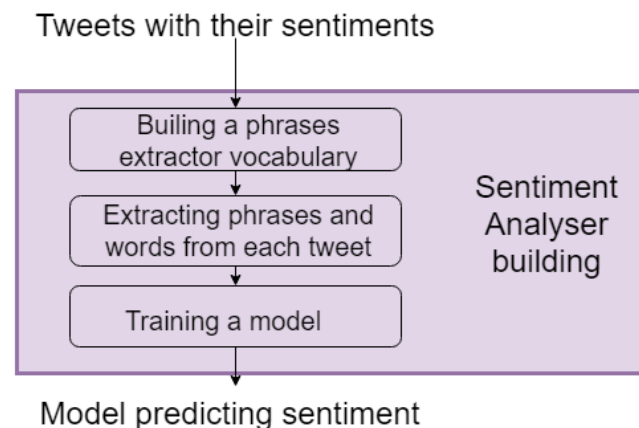 Tweets with their sentiments
Builing a phrases
extractor vocabulary
Extracting phrases and
words from each tweet
Training a model
Sentiment
Analyser
building
Model predicting sentiment